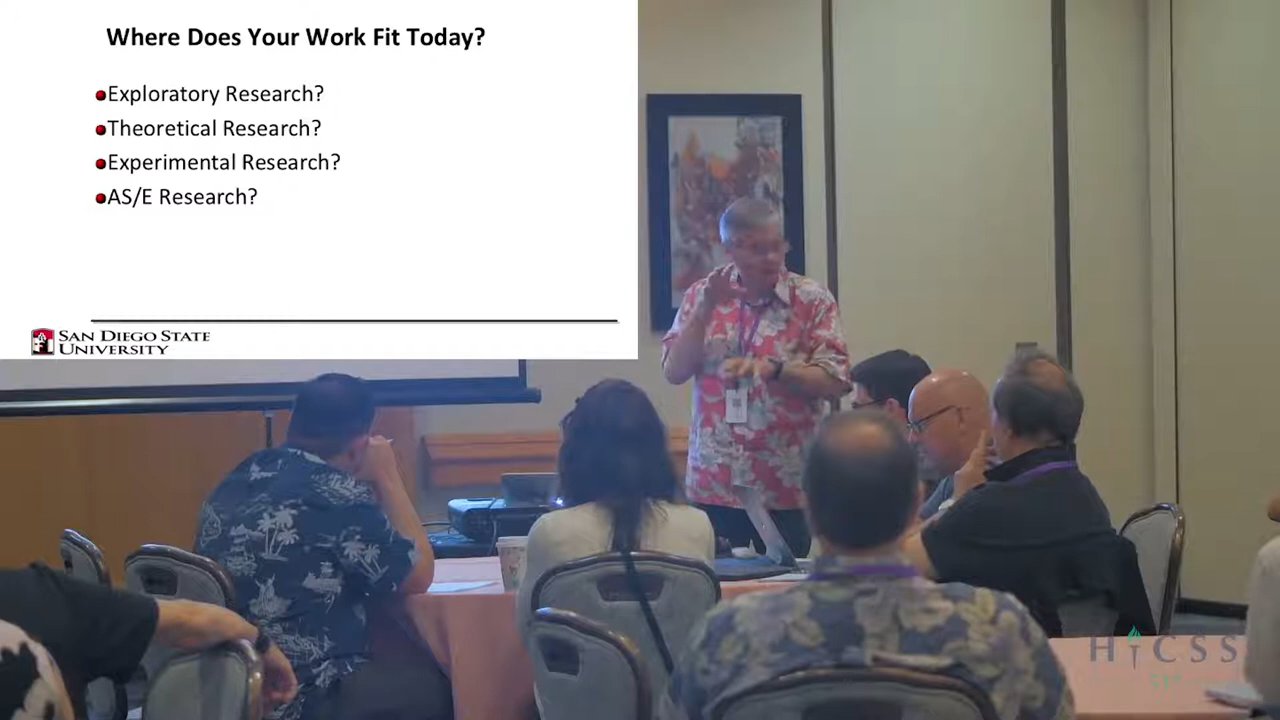 Where Does Your Work Fit Today?
Exploratory Research?
Theoretical Research?
Experimental Research?
AS/E Research?
SAN DIEGO STATE
UNIVERSITY
HiCSS
51st